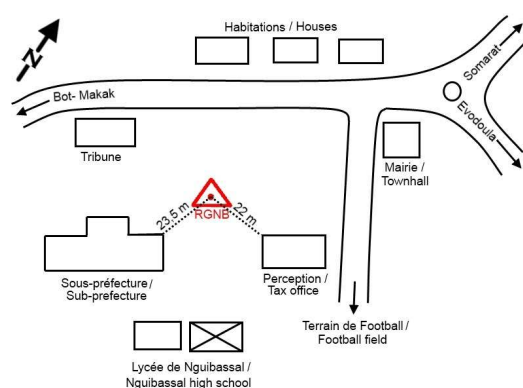 Habitations / Houses
N
Somarat
Bot- Makak
Evodoula
Tribune
Mairie /
Townhall
23,5 m
22 m
RGNB
Sous-préfecture /
Sub-prefecture
Perception /
Tax office
Terrain de Football /
Football field
Lycée de Nguibassal /
Nguibassal high school